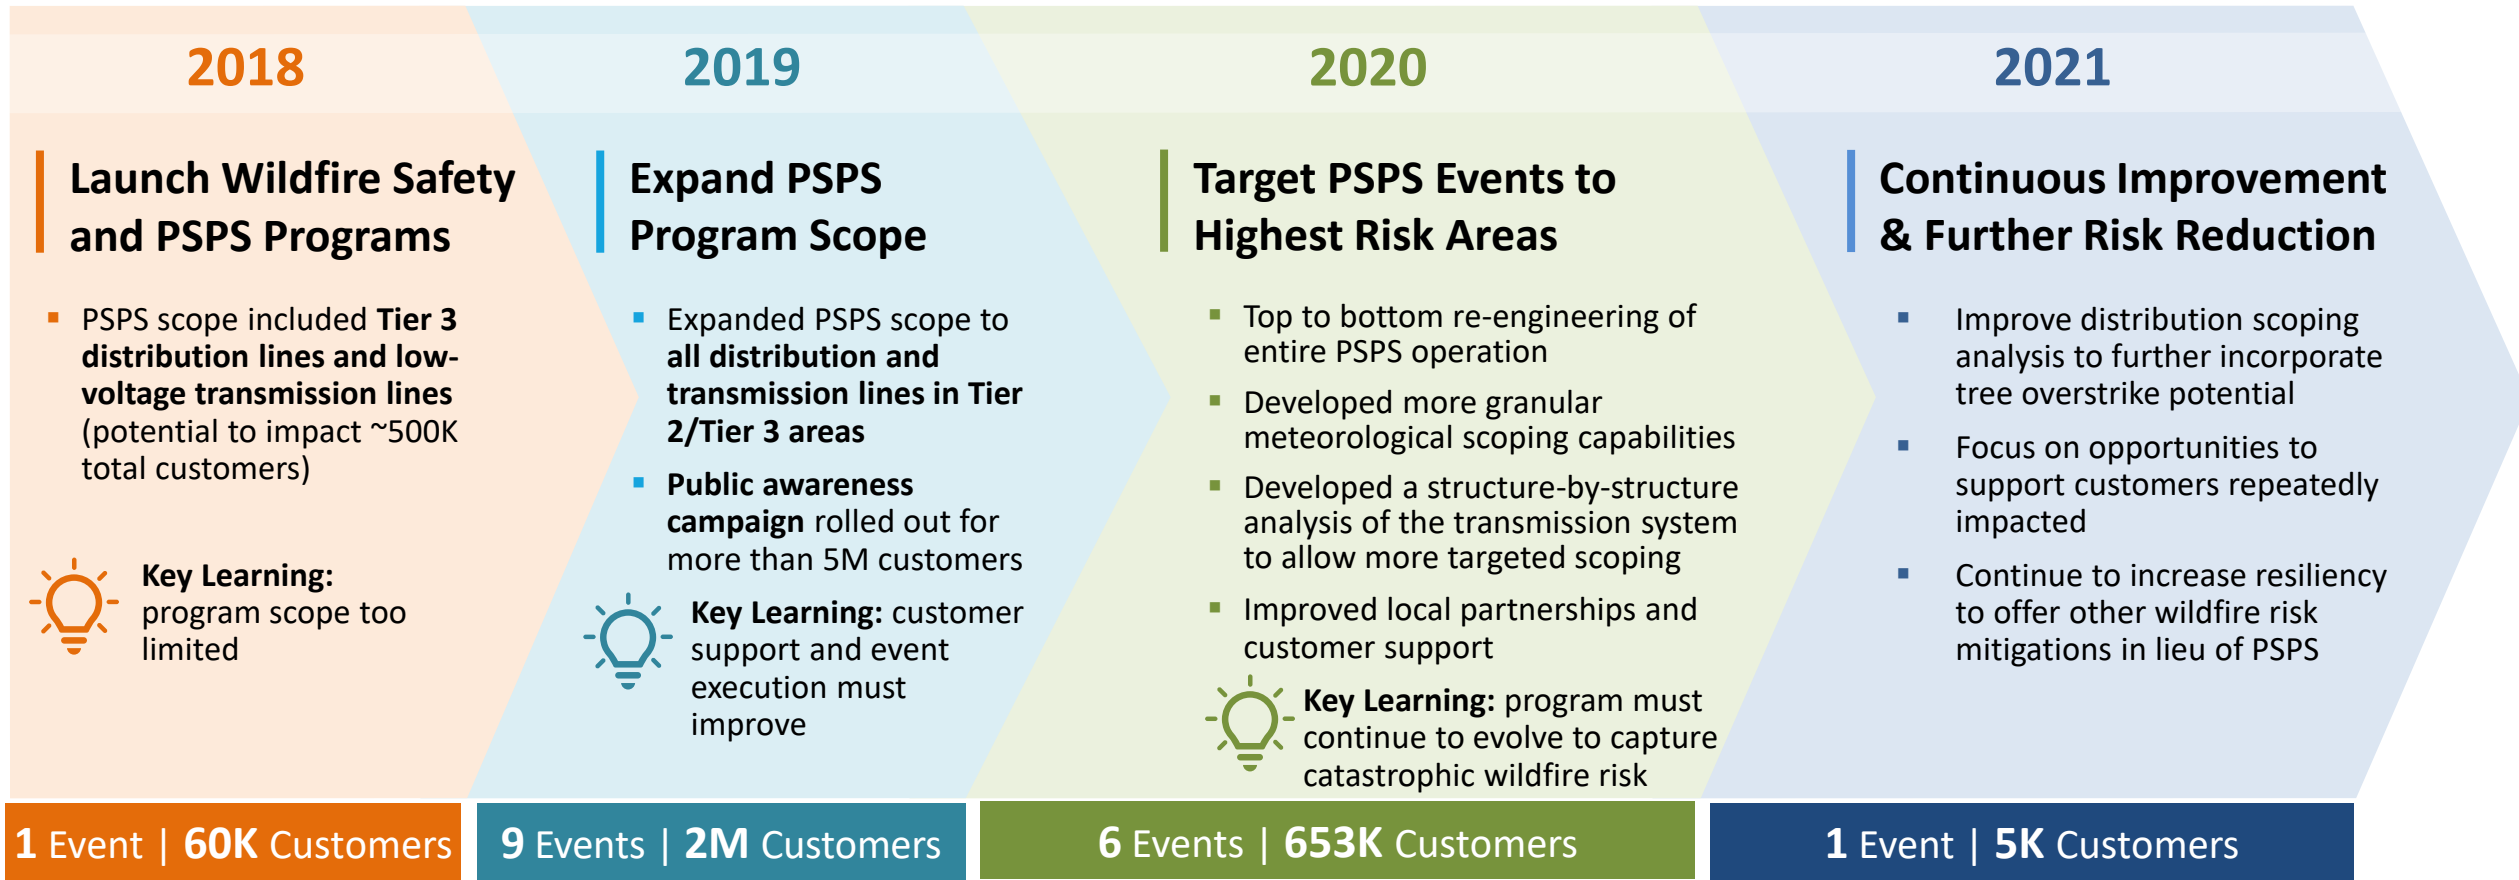 2018
Launch Wildfire Safety
and PSPS Programs
▪ PSPS scope included Tier 3
distribution lines and low-
voltage transmission lines
(potential to impact ~500K
total customers)
Key Learning:
program scope too
limited
1 Event | 60K Customers
2019
Expand PSPS
Program Scope
▪ Expanded PSPS scope to
all distribution and
transmission lines in Tier
2/Tier 3 areas
▪ Public awareness
campaign rolled out for
more than 5M customers
Key Learning: customer
support and event
execution must
improve
9 Events | 2M Customers
2020
Target PSPS Events to
Highest Risk Areas
▪ Top to bottom re-engineering of
entire PSPS operation
▪ Developed more granular
meteorological scoping capabilities
▪ Developed a structure-by-structure
analysis of the transmission system
to allow more targeted scoping
▪ Improved local partnerships and
customer support
Key Learning: program must
continue to evolve to capture
catastrophic wildfire risk
6 Events | 653K Customers
2021
Continuous Improvement
& Further Risk Reduction
▪ Improve distribution scoping
analysis to further incorporate
tree overstrike potential
▪ Focus on opportunities to
support customers repeatedly
impacted
▪ Continue to increase resiliency
to offer other wildfire risk
mitigations in lieu of PSPS
1 Event | 5K Customers